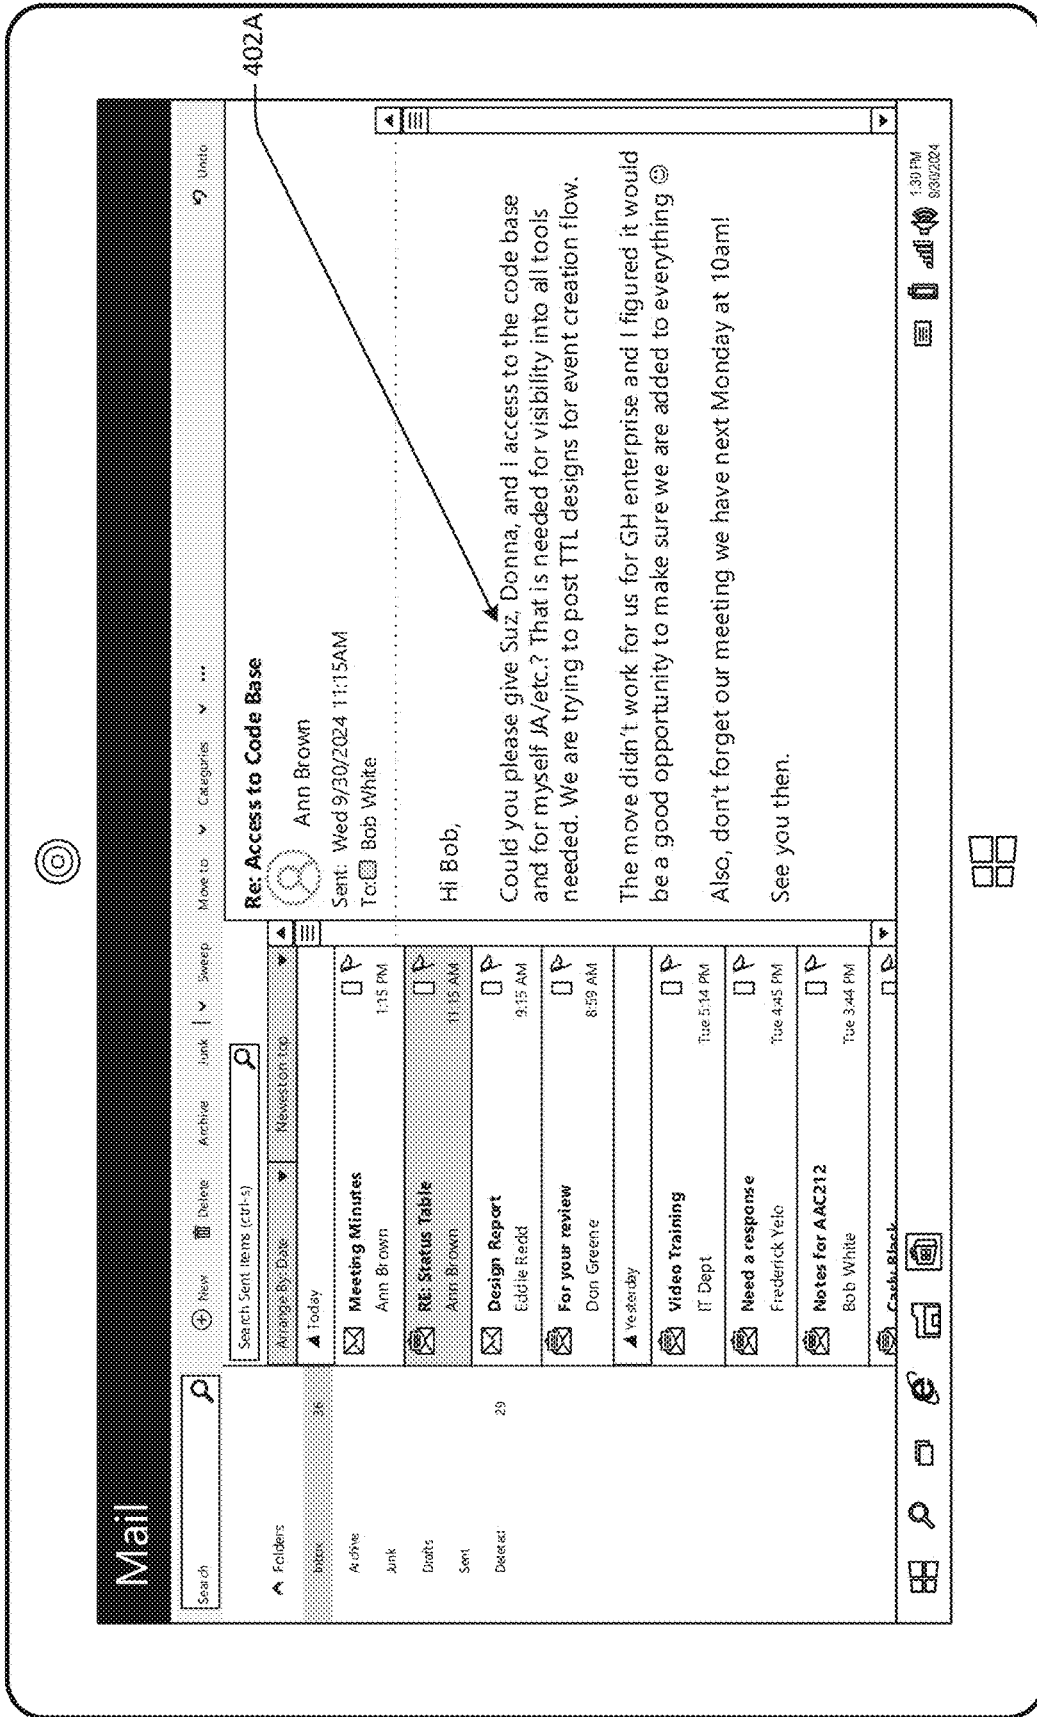 402A
Mail
Search
New Delete Archive Junk Sweep Move to Categories ... Undo
Folders
Inbox 36
Archive
Junk
Drafts
Sent
Deleted 29
Search Sent Items (ctrl-s)
Arrange By Date Newest on top
Today
Meeting Minutes
Ann Brown 1:15 PM
RE: Status Table
Ann Brown 11:15 AM
Design Report
Eddie Redd 9:15 AM
For your review
Don Greene 8:59 AM
Yesterday
Video Training
IT Dept Tue 5:14 PM
Need a response
Frederick Yelo Tue 4:45 PM
Notes for AAC212
Bob White Tue 3:44 PM
Black
Re: Access to Code Base
Ann Brown
Sent: Wed 9/30/2024 11:15AM
To: Bob White
Hi Bob,
Could you please give Suz, Donna, and I access to the code base
and for myself JA/etc.? That is needed for visibility into all tools
needed. We are trying to post TTL designs for event creation flow.
The move didn't work for us for GH enterprise and I figured it would
be a good opportunity to make sure we are added to everything ☺
Also, don't forget our meeting we have next Monday at 10am!
See you then.
1:30 PM
9/30/2024